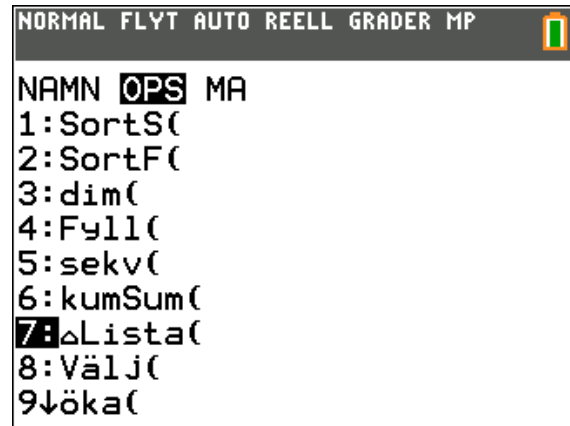 NORMAL FLYT AUTO REELL GRADER MP
NAMN OPS MA
1:SortS(
2:SortF(
3:dim(
4:Fyll(
5:sekv(
6:kumSum(
7:△Lista(
8:Välj(
9↓öka(